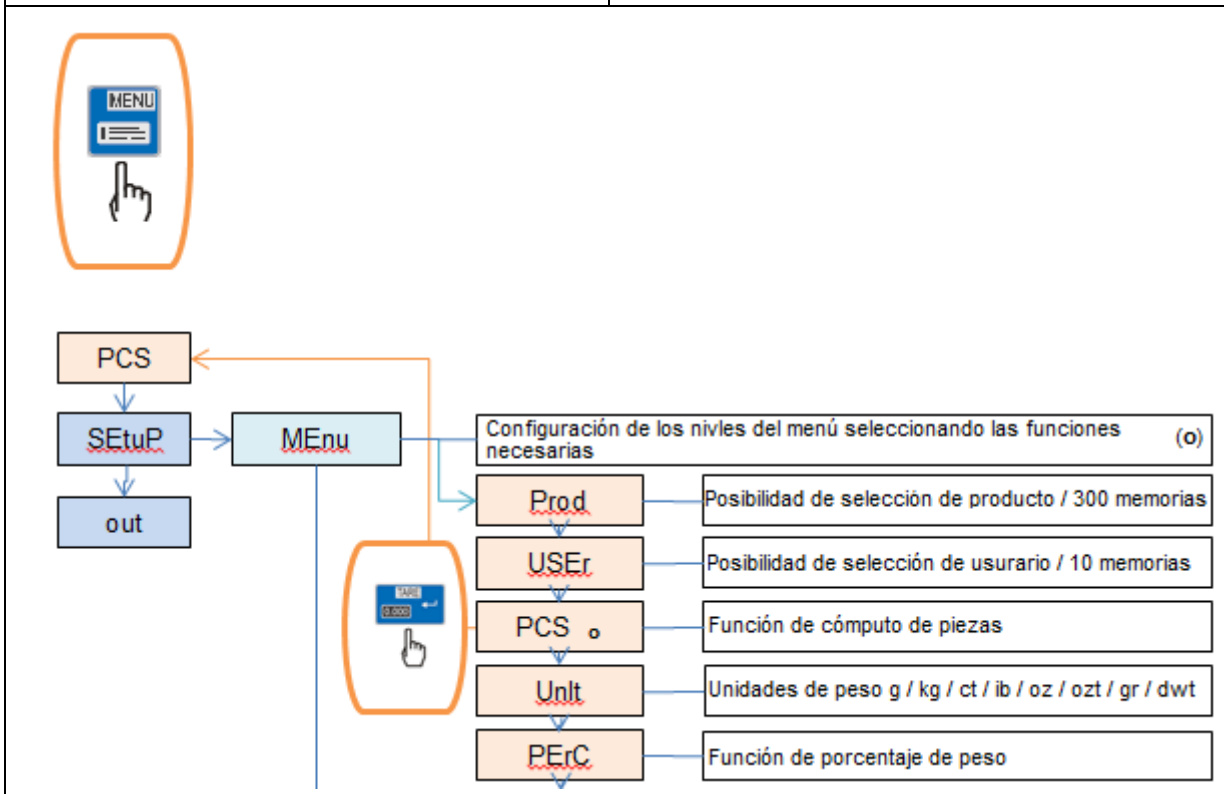 MENU
PCS
SEtuP
MEnu
Configuración de los nivles del menú seleccionando las funciones (o)
necesarias
out
Prod
Posibilidad de selección de producto / 300 memorias
USEr
Posibilidad de selección de usurario / 10 memorias
TARE
0.000
PCS o
Función de cómputo de piezas
UnIt
Unidades de peso g / kg / ct / ib / oz / ozt / gr / dwt
PErC
Función de porcentaje de peso